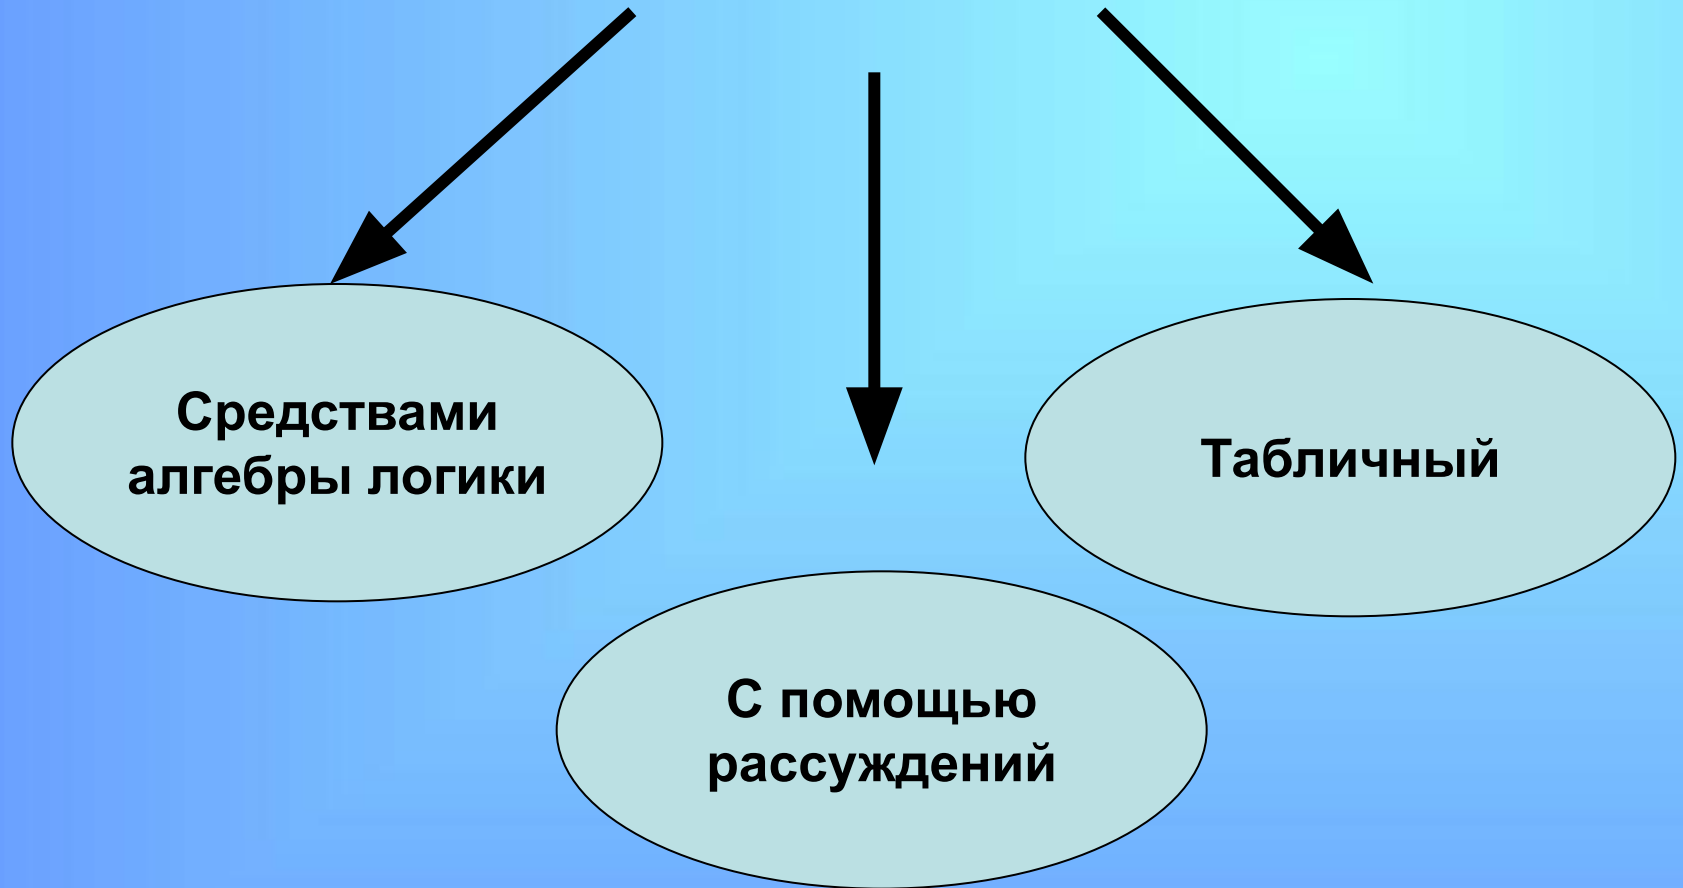 Средствами
алгебры логики
Табличный
С помощью
рассуждений